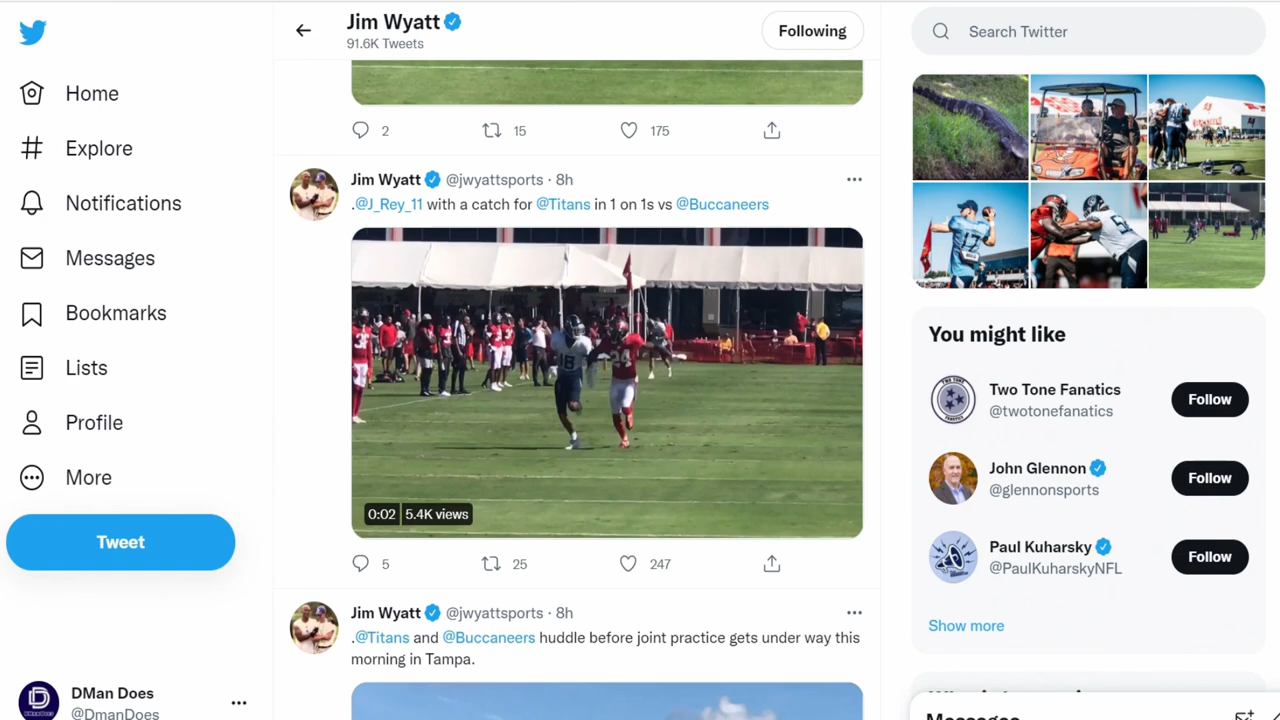 Jim Wyatt
91.6K Tweets
Following
Search Twitter
Home
Explore
Notifications
Messages
Bookmarks
Lists
Profile
More
Tweet
DMan Does
@DmanDoes
2
15
175
Jim Wyatt @jwyattsports · 8h
.@J_Rey_11 with a catch for @Titans in 1 on 1s vs @Buccaneers
18
0:02 5.4K views
5
25
247
Jim Wyatt @jwyattsports · 8h
.@Titans and @Buccaneers huddle before joint practice gets under way this
morning in Tampa.
You might like
Two Tone Fanatics
@twotonefanatics
Follow
John Glennon
@glennonsports
Follow
Paul Kuharsky
@PaulKuharskyNFL
Follow
Show more
Messages